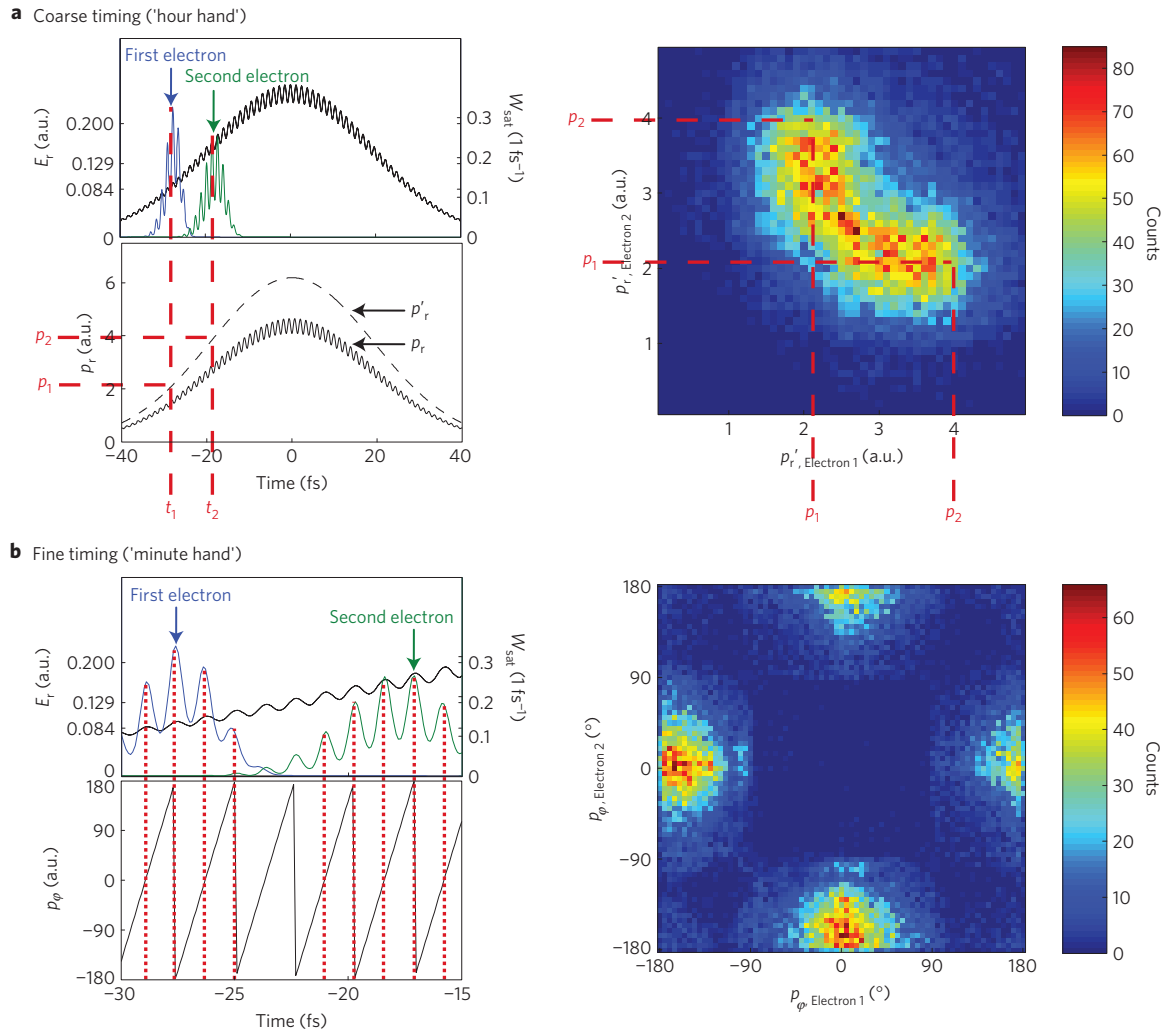 a Coarse timing ('hour hand')
First electron
Second electron
E_r (a.u.)
0.200
0.129
0.084
0
W_sat (1 fs⁻¹)
0.3
0.2
0.1
0
p_r (a.u.)
6
4
2
0
p_2
p_1
p′_r
p_r
−40
−20
0
20
40
Time (fs)
t_1
t_2
p_2
p_1
p′_r, Electron 2 (a.u.)
4
3
2
1
1
2
3
4
p_r′, Electron 1 (a.u.)
p_1
p_2
80
70
60
50
40
30
20
10
0
Counts
b Fine timing ('minute hand')
First electron
Second electron
E_r (a.u.)
0.200
0.129
0.084
0
W_sat (1 fs⁻¹)
0.3
0.2
0.1
0
p_φ (a.u.)
180
90
0
−90
−180
−30
−25
−20
−15
Time (fs)
p_φ, Electron 2 (°)
180
90
0
−90
−180
−180
−90
0
90
180
p_φ, Electron 1 (°)
60
50
40
30
20
10
0
Counts